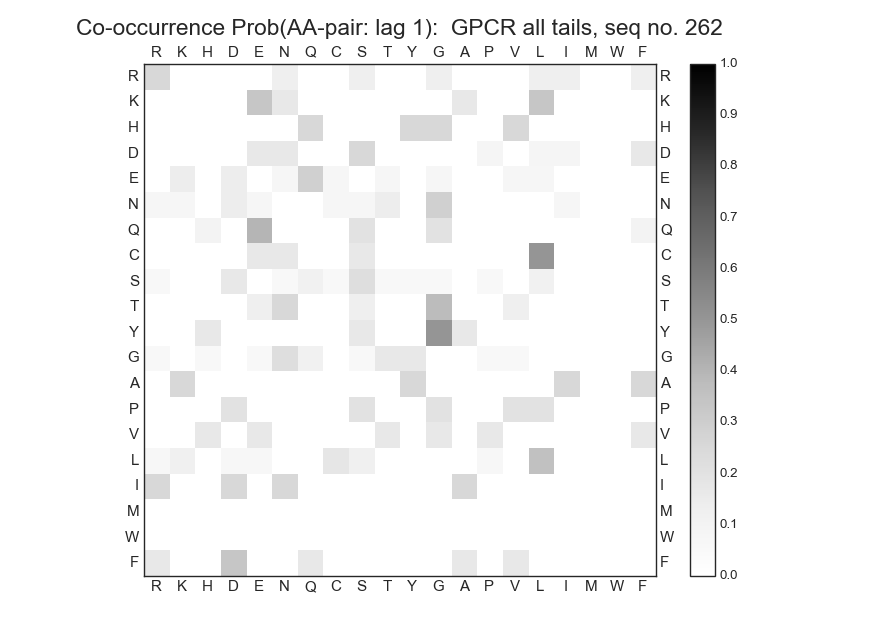 Co-occurrence Prob(AA-pair: lag 1):  GPCR all tails, seq no. 262
R K H D E N Q C S T Y G A P V L I M W F
R R 1.0
K K 0.9
H H
D D 0.8
E E
N N 0.7
Q Q 0.6
C C
S S 0.5
T T
Y Y
G G 0.4
A A
P P 0.3
V V
L L 0.2
I I
M M 0.1
W W
F F 0.0
R K H D E N Q C S T Y G A P V L I M W F